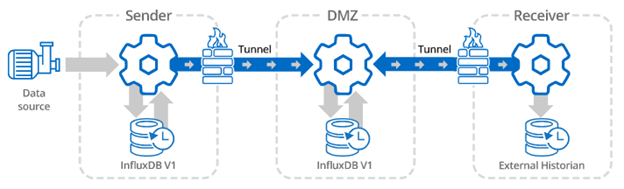 Sender
DMZ
Receiver
Tunnel
Tunnel
Data
source
InfluxDB V1
InfluxDB V1
External Historian